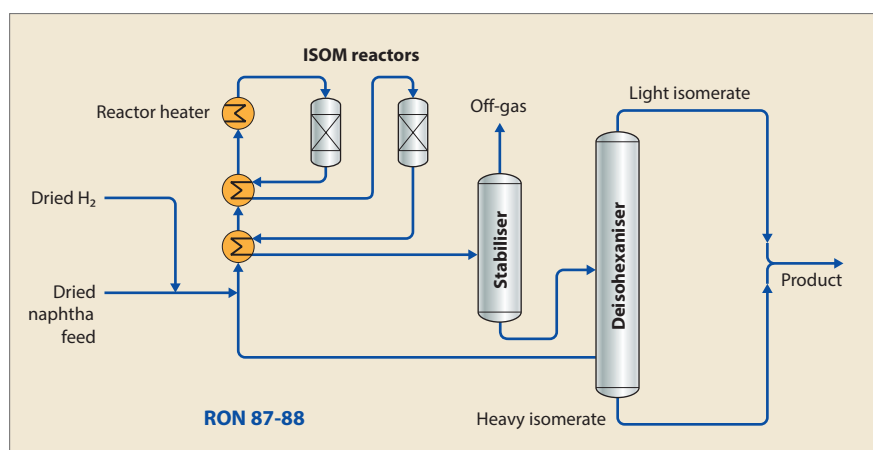 ISOM reactors
Reactor heater
Off-gas
Light isomerate
Dried H₂
Stabiliser
Deisohexaniser
Dried
naphtha
feed
Product
RON 87-88
Heavy isomerate